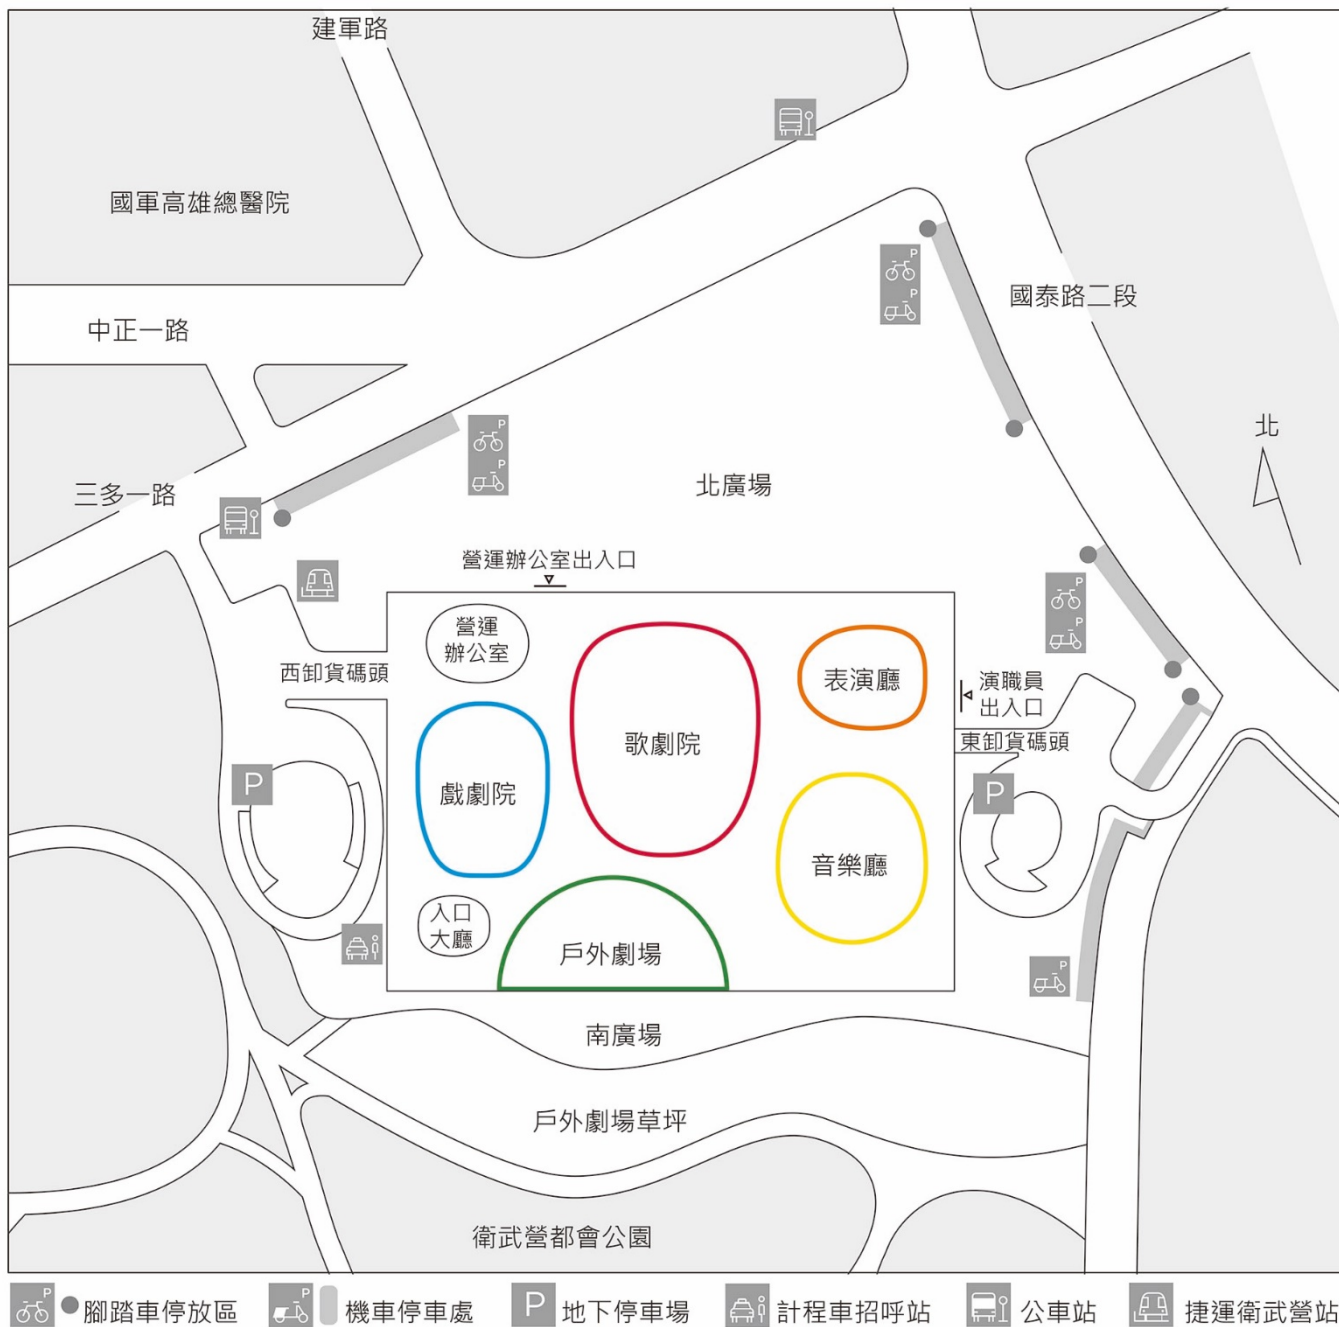 建軍路
國軍高雄總醫院
國泰路二段
中正一路
北
三多一路
北廣場
營運辦公室出入口
營運
辦公室
西卸貨碼頭
表演廳
演職員
出入口
歌劇院
東卸貨碼頭
P
戲劇院
P
音樂廳
入口
大廳
戶外劇場
南廣場
戶外劇場草坪
衛武營都會公園
P 腳踏車停放區
P 機車停車處
P 地下停車場
計程車招呼站
公車站
捷運衛武營站